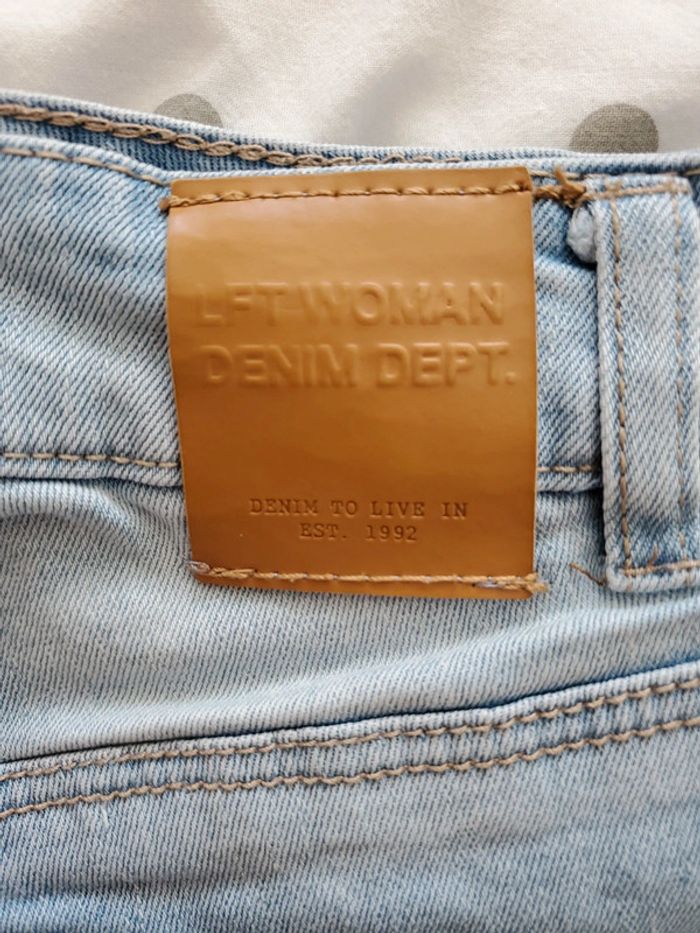 LFT WOMAN
DENIM DEPT.
DENIM TO LIVE IN
EST. 1992